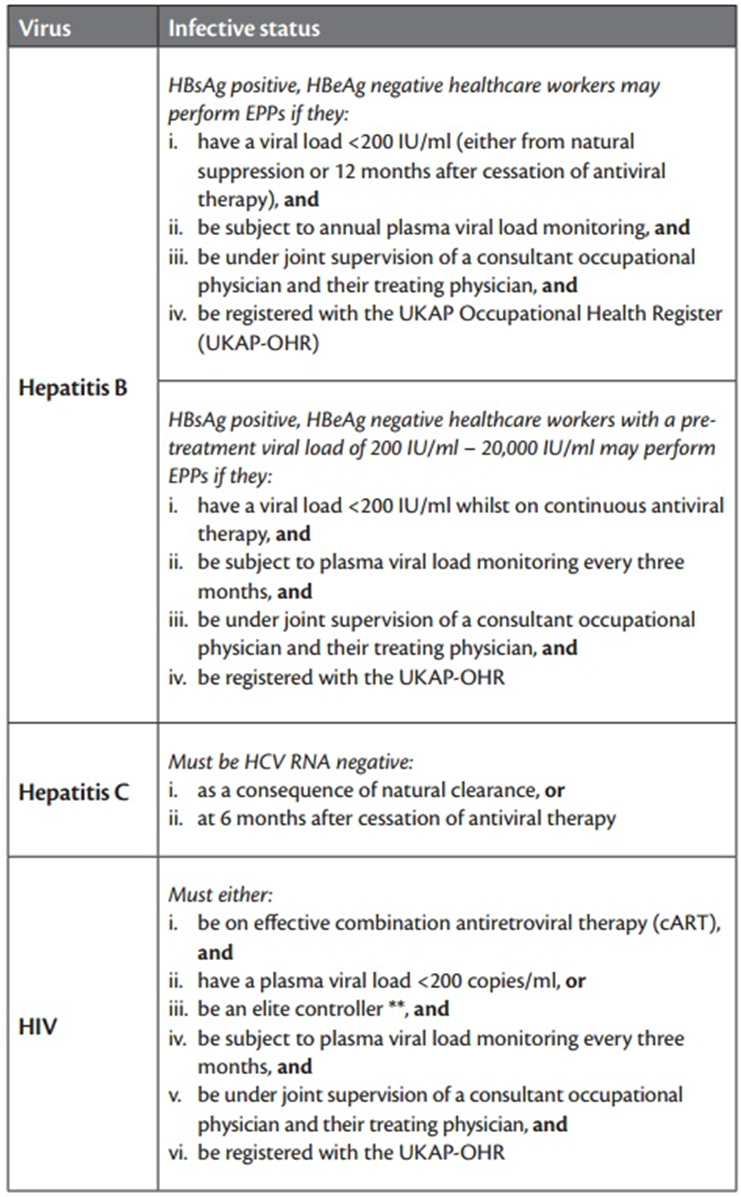 Virus
Infective status
Hepatitis B
HBsAg positive, HBeAg negative healthcare workers may
perform EPPs if they:
i. have a viral load <200 IU/ml (either from natural
suppression or 12 months after cessation of antiviral
therapy), and
ii. be subject to annual plasma viral load monitoring, and
iii. be under joint supervision of a consultant occupational
physician and their treating physician, and
iv. be registered with the UKAP Occupational Health Register
(UKAP-OHR)
HBsAg positive, HBeAg negative healthcare workers with a pre-
treatment viral load of 200 IU/ml – 20,000 IU/ml may perform
EPPs if they:
i. have a viral load <200 IU/ml whilst on continuous antiviral
therapy, and
ii. be subject to plasma viral load monitoring every three
months, and
iii. be under joint supervision of a consultant occupational
physician and their treating physician, and
iv. be registered with the UKAP-OHR
Hepatitis C
Must be HCV RNA negative:
i. as a consequence of natural clearance, or
ii. at 6 months after cessation of antiviral therapy
HIV
Must either:
i. be on effective combination antiretroviral therapy (cART),
and
ii. have a plasma viral load <200 copies/ml, or
iii. be an elite controller **, and
iv. be subject to plasma viral load monitoring every three
months, and
v. be under joint supervision of a consultant occupational
physician and their treating physician, and
vi. be registered with the UKAP-OHR